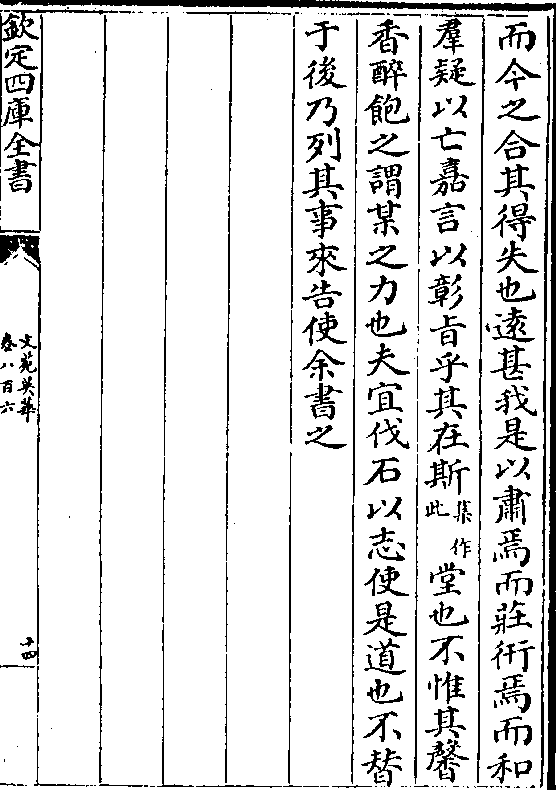 而今之合其得失也遠甚我是以肅焉而莊衎焉而和
羣疑以亡嘉言以彰旨乎其在斯集作此堂也不惟其馨
香醉飽之謂某之力也夫宜伐石以志使是道也不替
于後乃列其事來告使余書之
欽定四庫全書
文苑英華
卷八百六
十四